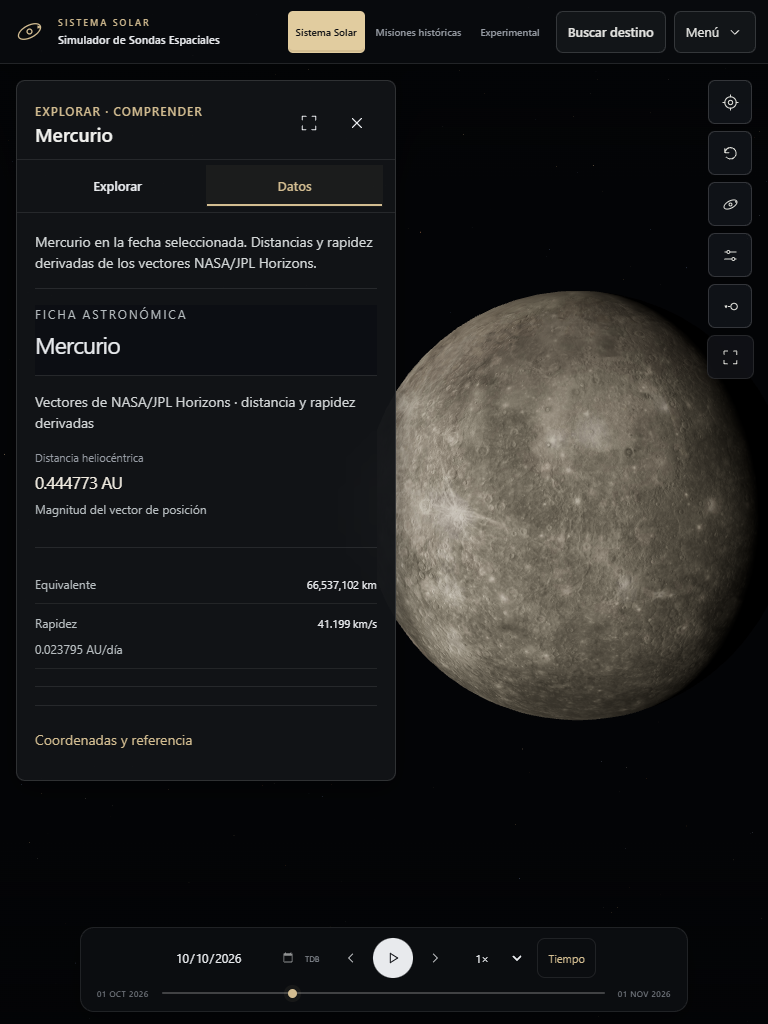 SISTEMA SOLAR
Simulador de Sondas Espaciales
Sistema Solar
Misiones históricas
Experimental
Buscar destino
Menú
EXPLORAR · COMPRENDER
Mercurio
Explorar
Datos
Mercurio en la fecha seleccionada. Distancias y rapidez
derivadas de los vectores NASA/JPL Horizons.
FICHA ASTRONÓMICA
Mercurio
Vectores de NASA/JPL Horizons · distancia y rapidez
derivadas
Distancia heliocéntrica
0.444773 AU
Magnitud del vector de posición
Equivalente 66,537,102 km
Rapidez 41.199 km/s
0.023795 AU/día
Coordenadas y referencia
10/10/2026 TDB 1× Tiempo
01 OCT 2026 01 NOV 2026